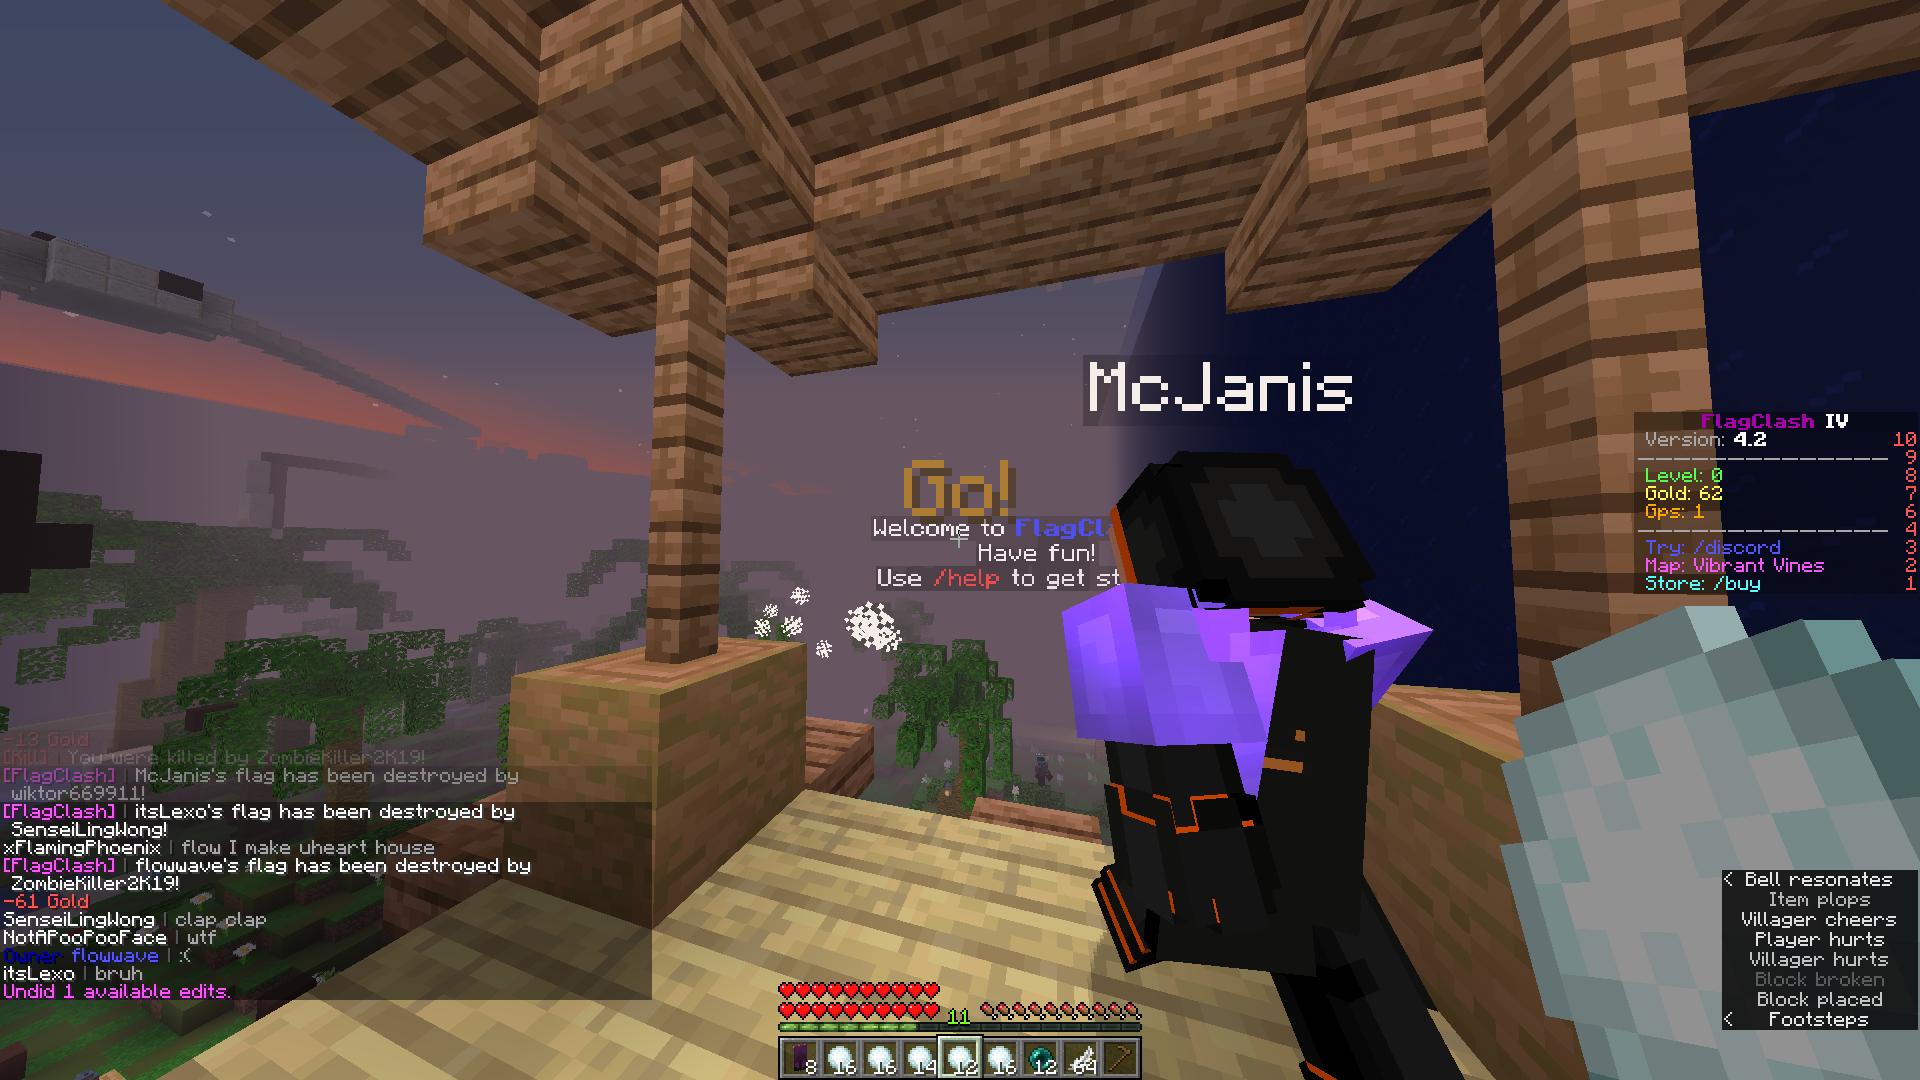 McJanis
Go!
Welcome to FlagCl
Have fun!
Use /help to get st
FlagClash IV
Version: 4.2 10
9
Level: 0 8
Gold: 62 7
Gps: 1 6
4
Try: /discord 3
Map: Vibrant Vines 2
Store: /buy 1
-13 Gold
[Kill] | You were killed by ZombieKiller2K19!
[FlagClash] | McJanis's flag has been destroyed by
wiktor669911!
[FlagClash] | itsLexo's flag has been destroyed by
SenseiLingWong!
xFlamingPhoenix | flow I make uheart house
[FlagClash] | flowwave's flag has been destroyed by
ZombieKiller2K19!
-61 Gold
SenseiLingWong | clap clap
NotAPooPooFace | wtf
Owner flowwave | :(
itsLexo | bruh
Undid 1 available edits.
< Bell resonates
Item plops
Villager cheers
Player hurts
Villager hurts
Block broken
Block placed
< Footsteps
11
8 16 16 14 12 16 12 64